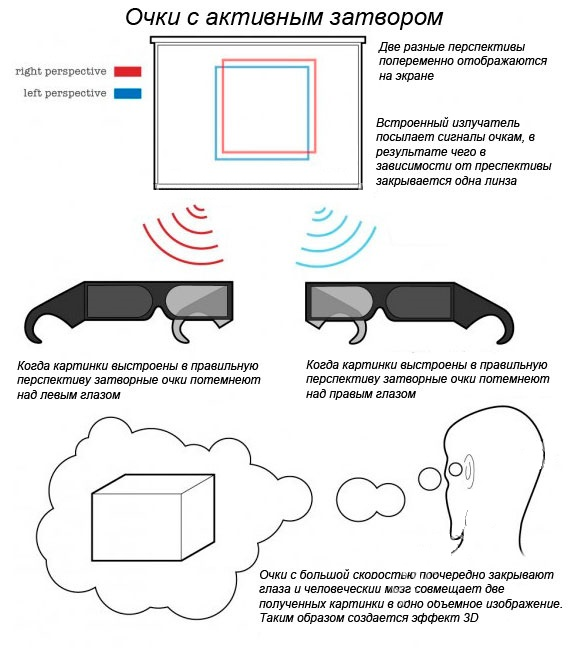 Очки с активным затвором
Две разные перспективы
попеременно отображаются
на экране
right perspective
left perspective
Встроенный излучатель
посылает сигналы очкам, в
результате чего в
зависимости от преспективы
закрывается одна линза
Когда картинки выстроены в правильную
перспективу затворные очки потемнеют
над левым глазом
Когда картинки выстроены в правильную
перспективу затворные очки потемнеют
над правым глазом
Очки с большой скоростью поочередно закрывают
глаза и человеческии мозг совмещает две
полученных картинки в одно объемное изображение.
Таким образом создается эффект 3D